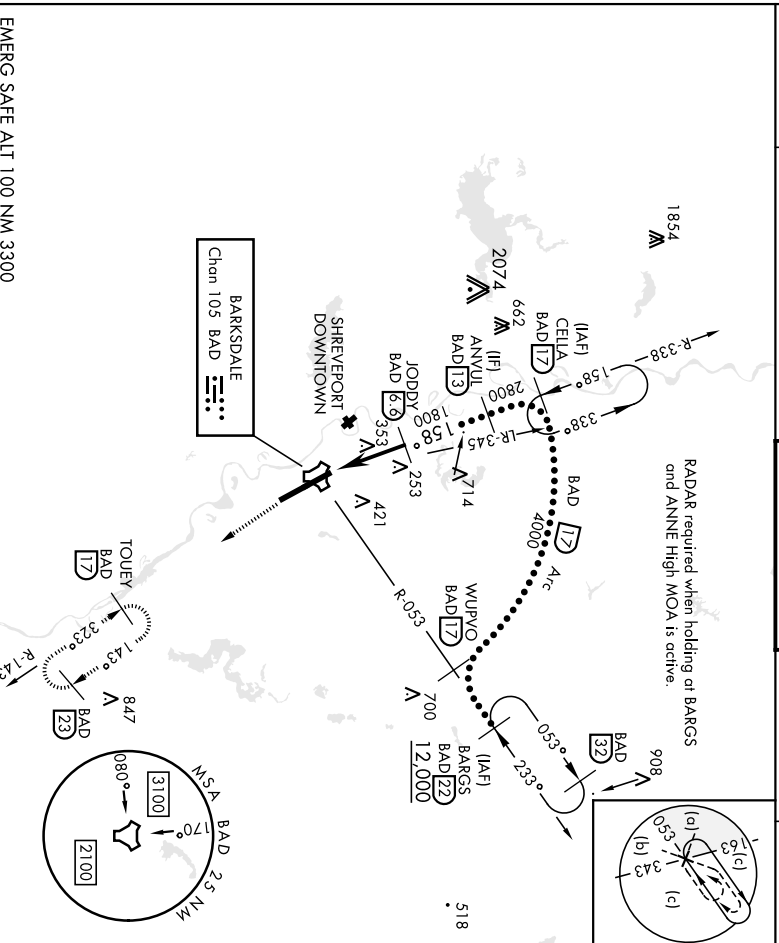 EMERG SAFE ALT 100 NM 3300
RADAR required when holding at BARGS
and ANNE High MOA is active.
1854
2074
662
(IAF)
CELLA
BAD 17
R-338
158°
338°
(IF)
ANVUL
BAD 13
2800
LR-345
JODDY
BAD 6.6
1800
158°
714
253
353
421
SHREVEPORT
DOWNTOWN
BARKSDALE
Chan 105 BAD
BAD 17
4000
Arc
R-053
WUPVO
BAD 17
700
(IAF)
BARGS
BAD 22
12,000
053°
233°
BAD
32
908
(a)
053
(b)
343
163
(c)
(c)
518
TOUEY
BAD
17
323°
143°
BAD
23
847
MSA BAD 25 NM
080°
170°
3100
2100